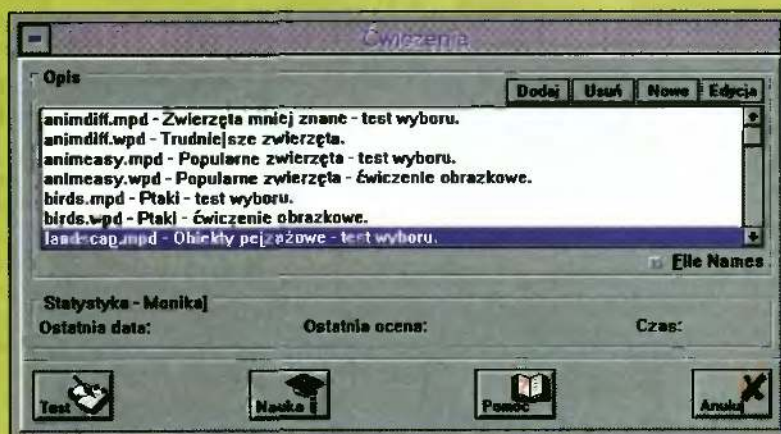 Ćwiczenia
Opis
Dodaj Usuń Nowe Edycja
animdiff.mpd - Zwierzęta mniej znane - test wyboru.
animdiff.wpd - Trudniejsze zwierzęta.
animeasy.mpd - Popularne zwierzęta - test wyboru.
animeasy.wpd - Popularne zwierzęta - ćwiczenie obrazkowe.
birds.mpd - Ptaki - test wyboru.
birds.wpd - Ptaki - ćwiczenie obrazkowe.
landscap.mpd - Obiekty pejzażowe - test wyboru.
Elle Names
Statystyka - Monika]
Ostatnia data: Ostatnia ocena: Czas:
Test Nauka Pomoc Anuluj